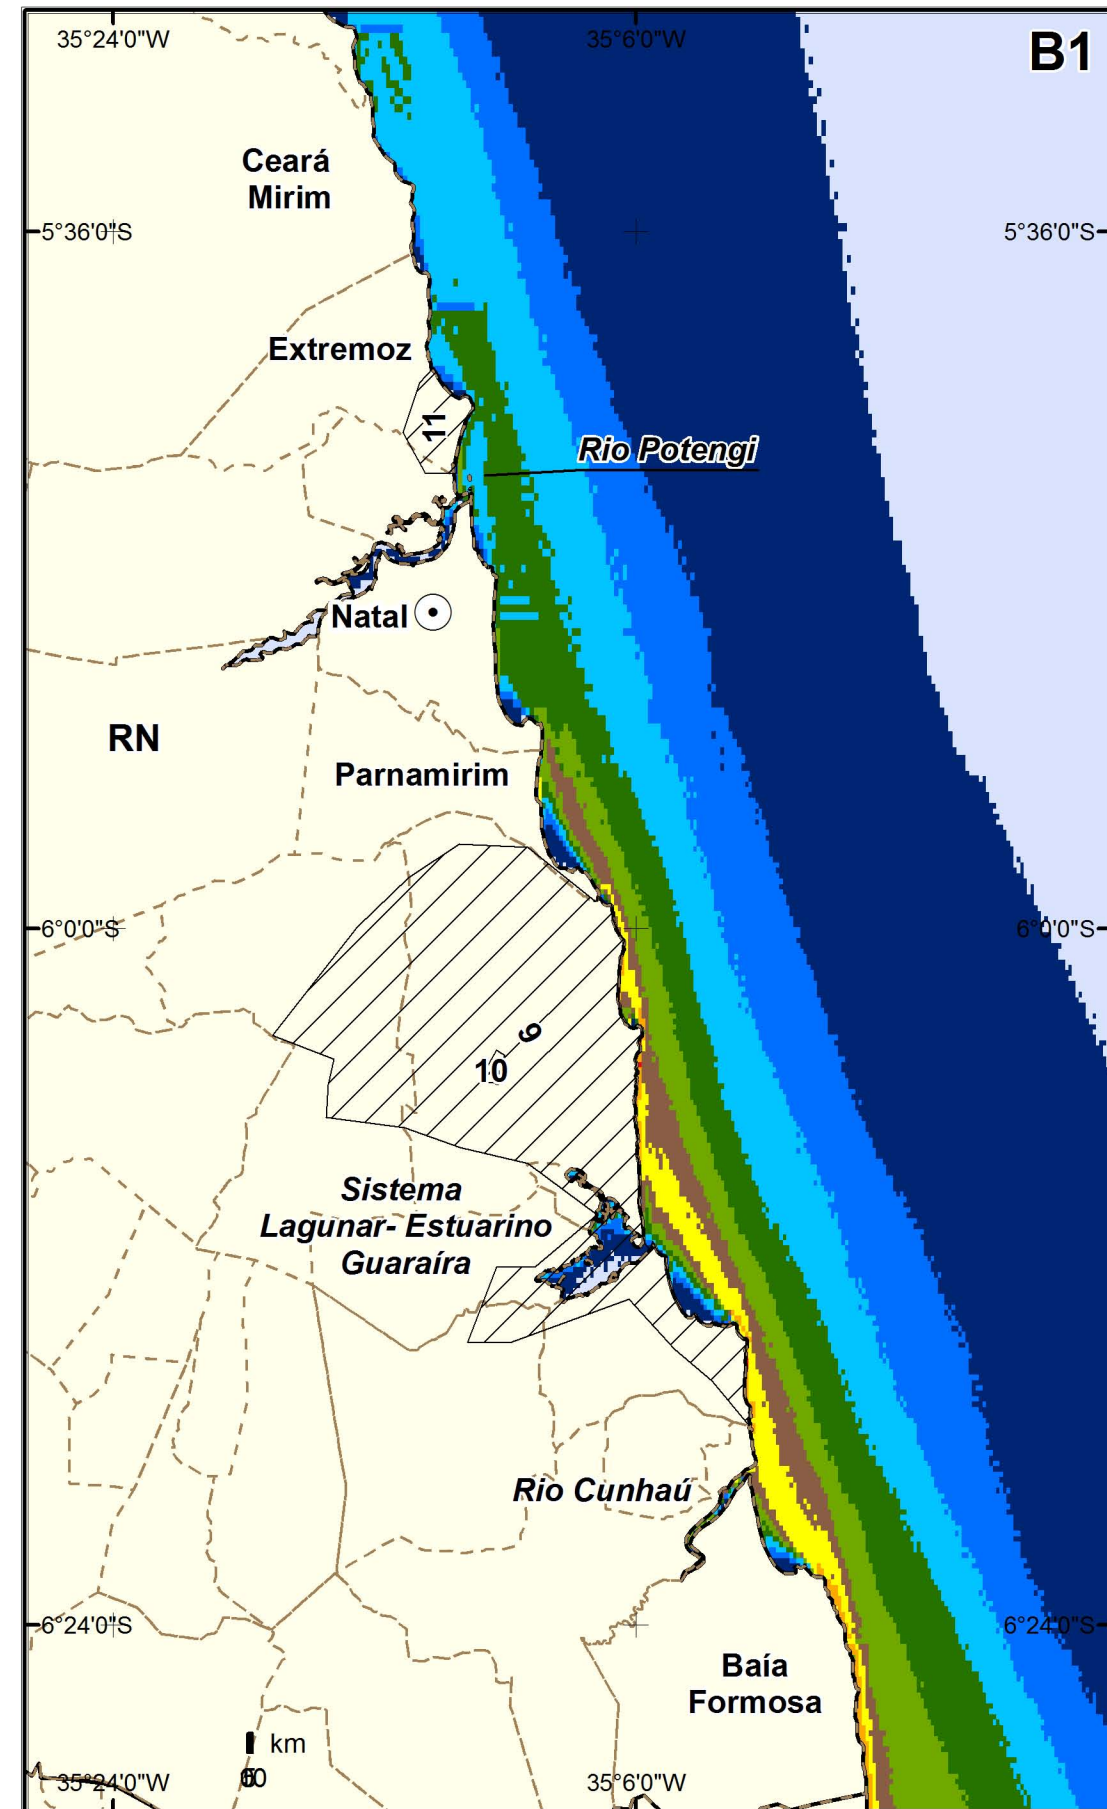 35°24'0"W
35°6'0"W
B1
Ceará
Mirim
5°36'0"S
5°36'0"S
Extremoz
11
Rio Potengi
Natal
RN
Parnamirim
6°0'0"S
6°0'0"S
9
10
Sistema
Lagunar- Estuarino
Guaraíra
Rio Cunhaú
6°24'0"S
6°24'0"S
Baía
Formosa
km
35°24'0"W
35°6'0"W